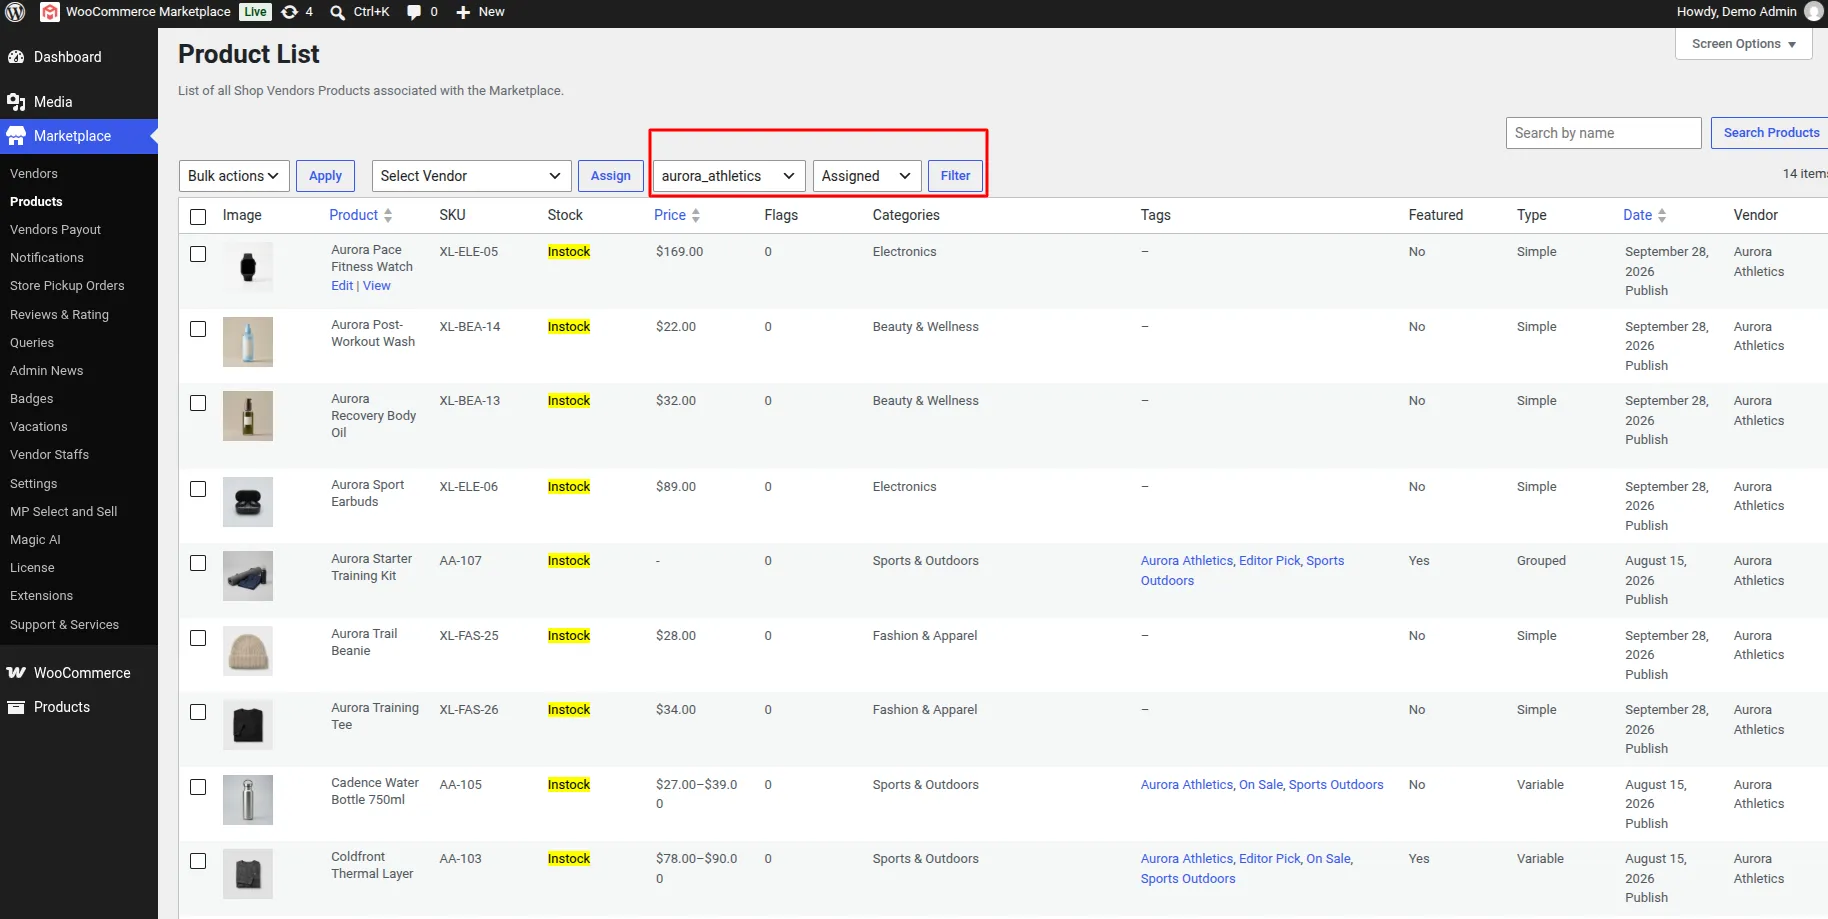 WooCommerce Marketplace Live 4 Ctrl+K 0 New Howdy, Demo Admin
Screen Options
Dashboard
Media
Marketplace
Vendors
Products
Vendors Payout
Notifications
Store Pickup Orders
Reviews & Rating
Queries
Admin News
Badges
Vacations
Vendor Staffs
Settings
MP Select and Sell
Magic AI
License
Extensions
Support & Services
WooCommerce
Products
Product List
List of all Shop Vendors Products associated with the Marketplace.
Search by name Search Products
Bulk actions Apply Select Vendor Assign aurora_athletics Assigned Filter 14 items
Image Product SKU Stock Price Flags Categories Tags Featured Type Date Vendor
Aurora Pace
Fitness Watch
Edit | View
XL-ELE-05 Instock $169.00 0 Electronics – No Simple
September 28,
2026
Publish
Aurora
Athletics
Aurora Post-
Workout Wash
XL-BEA-14 Instock $22.00 0 Beauty & Wellness – No Simple
September 28,
2026
Publish
Aurora
Athletics
Aurora
Recovery Body
Oil
XL-BEA-13 Instock $32.00 0 Beauty & Wellness – No Simple
September 28,
2026
Publish
Aurora
Athletics
Aurora Sport
Earbuds
XL-ELE-06 Instock $89.00 0 Electronics – No Simple
September 28,
2026
Publish
Aurora
Athletics
Aurora Starter
Training Kit
AA-107 Instock - 0 Sports & Outdoors
Aurora Athletics, Editor Pick, Sports
Outdoors
Yes Grouped
August 15,
2026
Publish
Aurora
Athletics
Aurora Trail
Beanie
XL-FAS-25 Instock $28.00 0 Fashion & Apparel – No Simple
September 28,
2026
Publish
Aurora
Athletics
Aurora Training
Tee
XL-FAS-26 Instock $34.00 0 Fashion & Apparel – No Simple
September 28,
2026
Publish
Aurora
Athletics
Cadence Water
Bottle 750ml
AA-105 Instock
$27.00–$39.0
0
0 Sports & Outdoors
Aurora Athletics, On Sale, Sports Outdoors
No Variable
August 15,
2026
Publish
Aurora
Athletics
Coldfront
Thermal Layer
AA-103 Instock
$78.00–$90.0
0
0 Sports & Outdoors
Aurora Athletics, Editor Pick, On Sale,
Sports Outdoors
Yes Variable
August 15,
2026
Publish
Aurora
Athletics